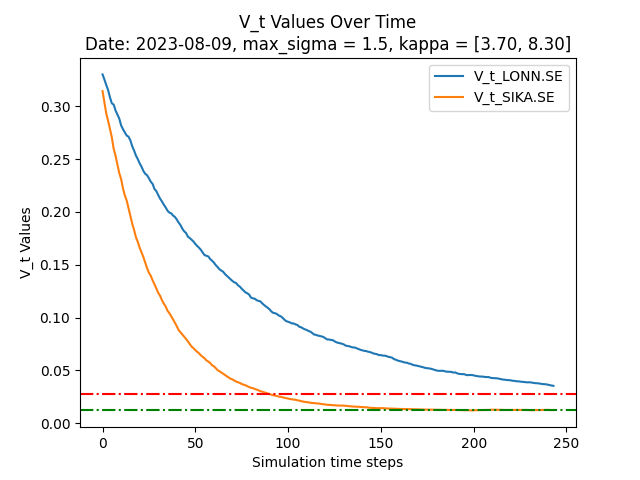 V_t Values Over Time
Date: 2023-08-09, max_sigma = 1.5, kappa = [3.70, 8.30]
V_t_LONN.SE
V_t_SIKA.SE
V_t Values
0.30
0.25
0.20
0.15
0.10
0.05
0.00
0 50 100 150 200 250
Simulation time steps